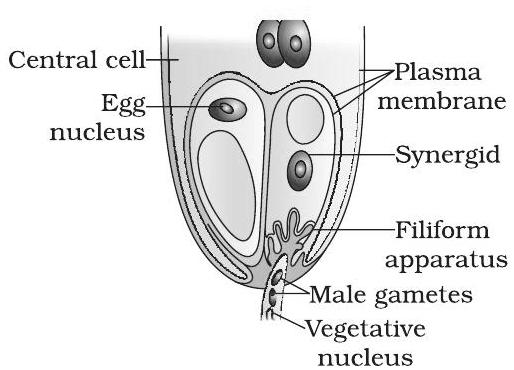 Central cell
Egg
nucleus
Plasma
membrane
Synergid
Filiform
apparatus
Male gametes
Vegetative
nucleus